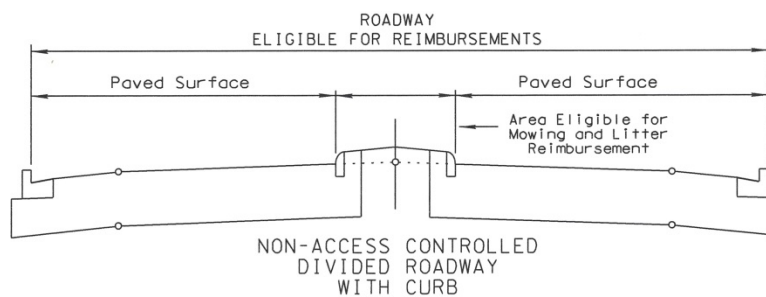 ROADWAY
ELIGIBLE FOR REIMBURSEMENTS
Paved Surface
Paved Surface
Area Eligible for
Mowing and Litter
Reimbursement
NON-ACCESS CONTROLLED
DIVIDED ROADWAY
WITH CURB